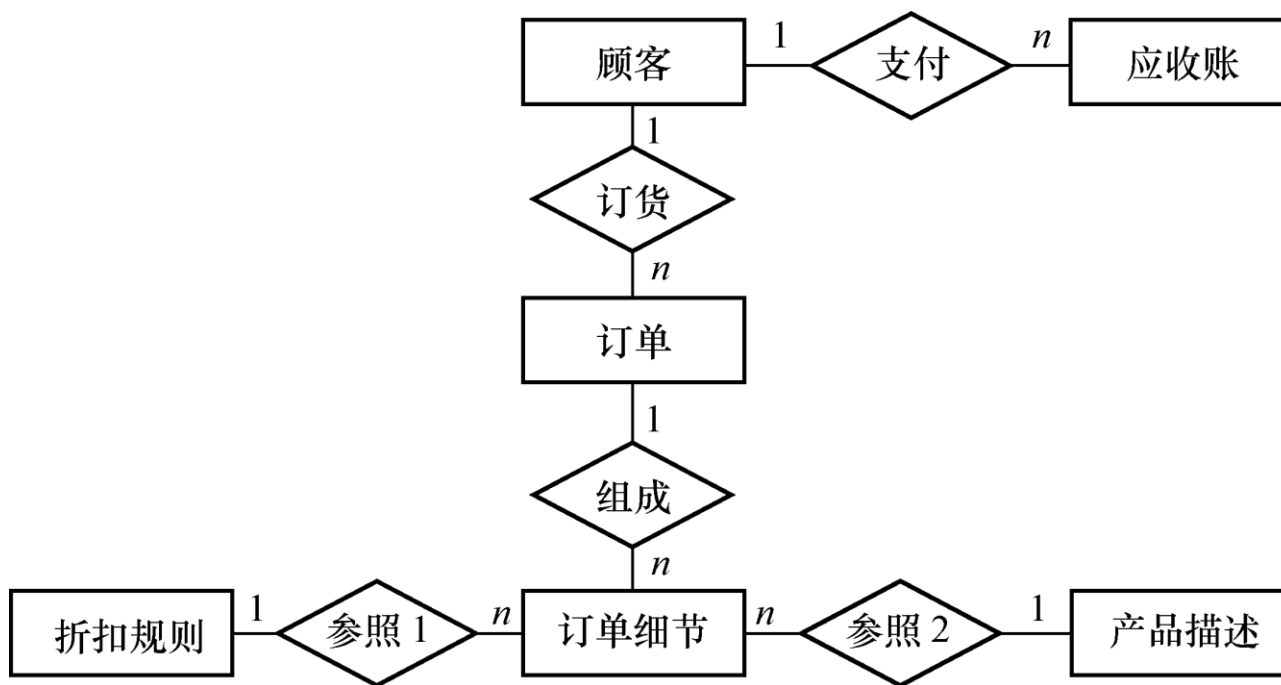 顾客 1 支付 n 应收账
1
订货
n
订单
1
组成
n
折扣规则 1 参照 1 n 订单细节 n 参照 2 1 产品描述